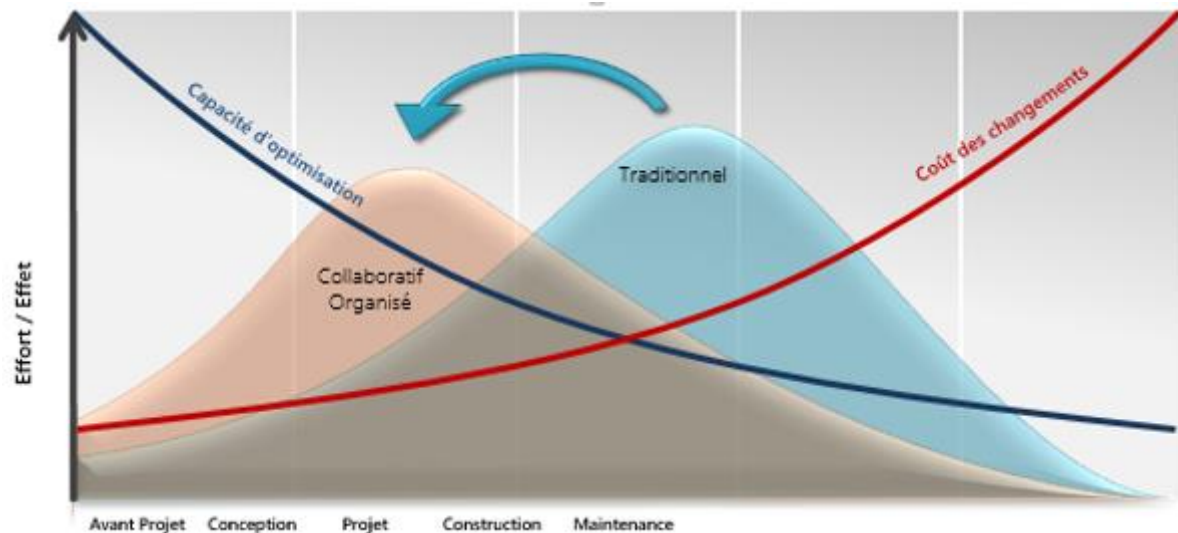 Capacité d'optimisation
Coût des changements
Traditionnel
Collaboratif
Organisé
Effort / Effet
Avant Projet Conception Projet Construction Maintenance